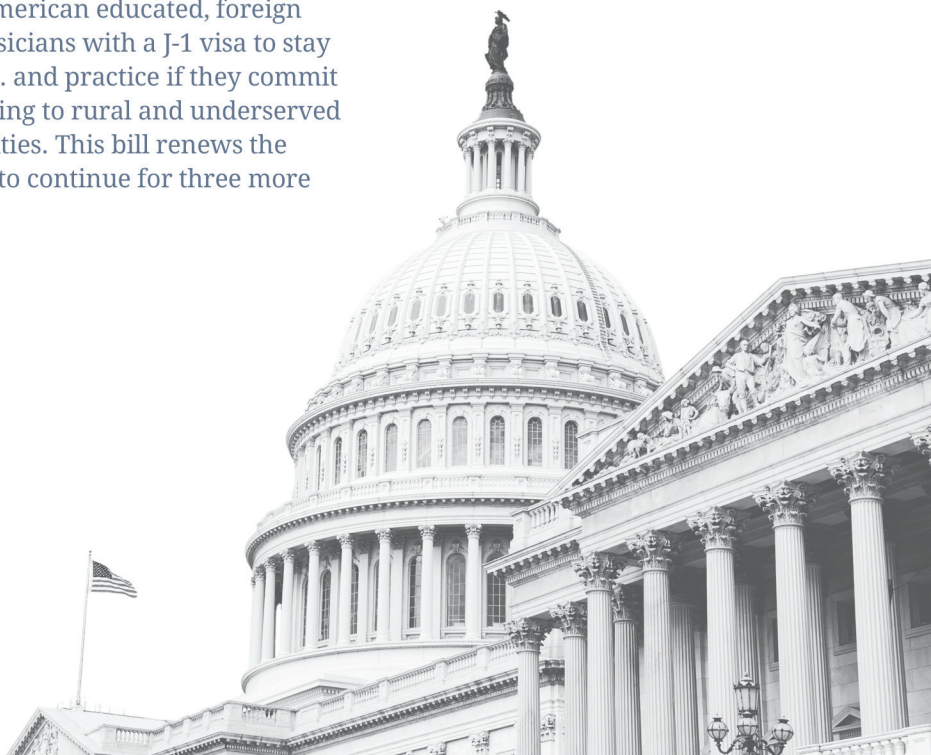 merican educated, foreign
sicians with a J-1 visa to stay
. and practice if they commit
ing to rural and underserved
ties. This bill renews the
to continue for three more